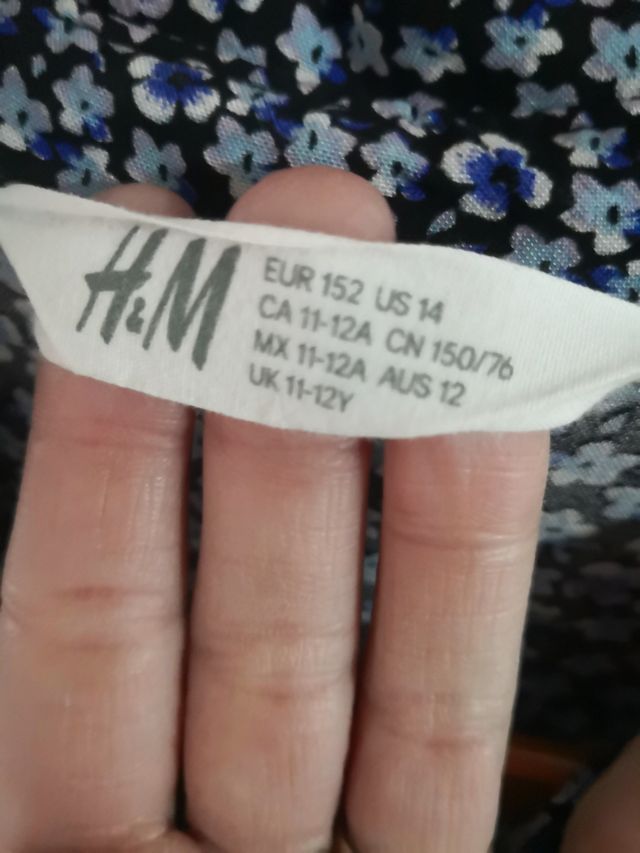 H&M
EUR 152 US 14
CA 11-12A CN 150/76
MX 11-12A AUS 12
UK 11-12Y